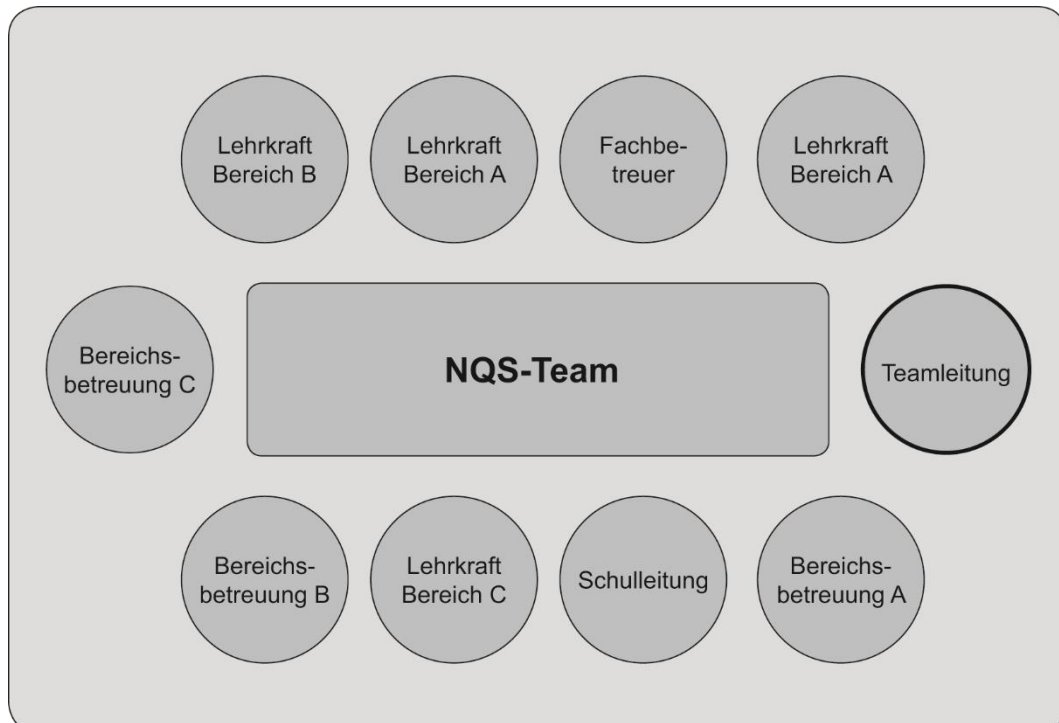 Lehrkraft
Bereich B
Lehrkraft
Bereich A
Fachbe-
treuer
Lehrkraft
Bereich A
Bereichs-
betreuung C
NQS-Team
Teamleitung
Bereichs-
betreuung B
Lehrkraft
Bereich C
Schulleitung
Bereichs-
betreuung A